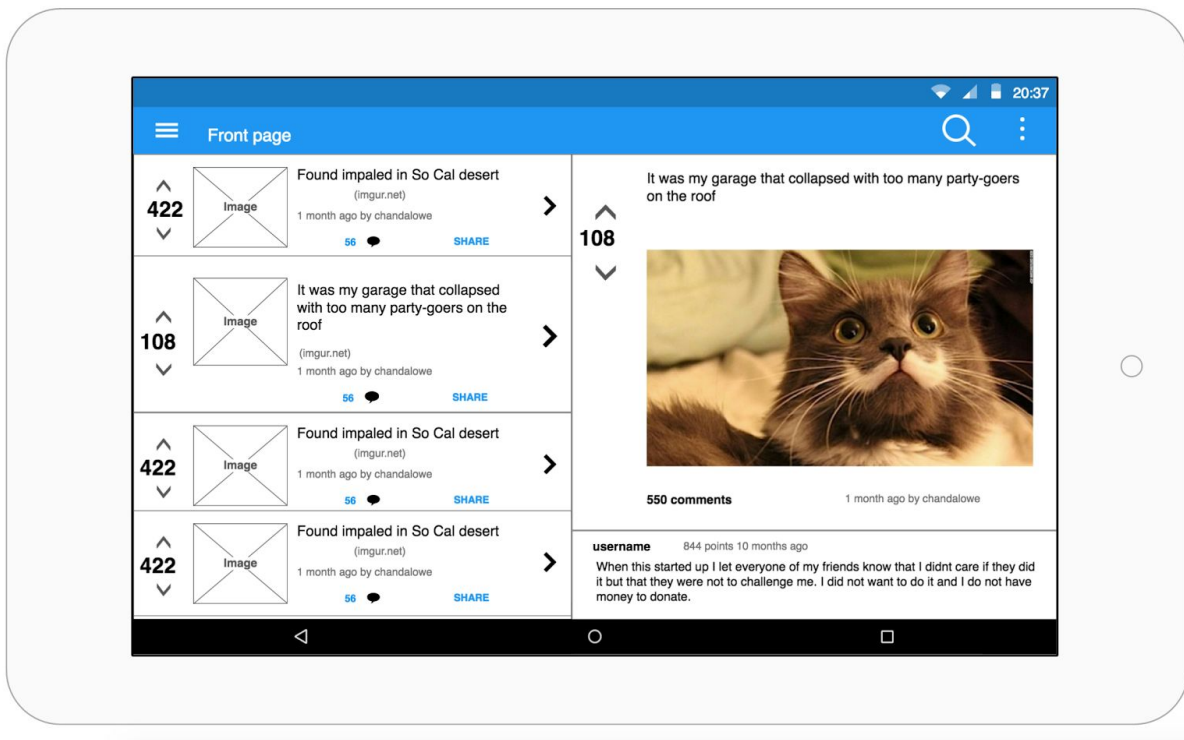 20:37
Front page
422
Image
Found impaled in So Cal desert
(imgur.net)
1 month ago by chandalowe
56
SHARE
108
Image
It was my garage that collapsed
with too many party-goers on the
roof
(imgur.net)
1 month ago by chandalowe
56
SHARE
422
Image
Found impaled in So Cal desert
(imgur.net)
1 month ago by chandalowe
56
SHARE
422
Image
Found impaled in So Cal desert
(imgur.net)
1 month ago by chandalowe
56
SHARE
It was my garage that collapsed with too many party-goers
on the roof
108
550 comments 1 month ago by chandalowe
username 844 points 10 months ago
When this started up I let everyone of my friends know that I didnt care if they did
it but that they were not to challenge me. I did not want to do it and I do not have
money to donate.